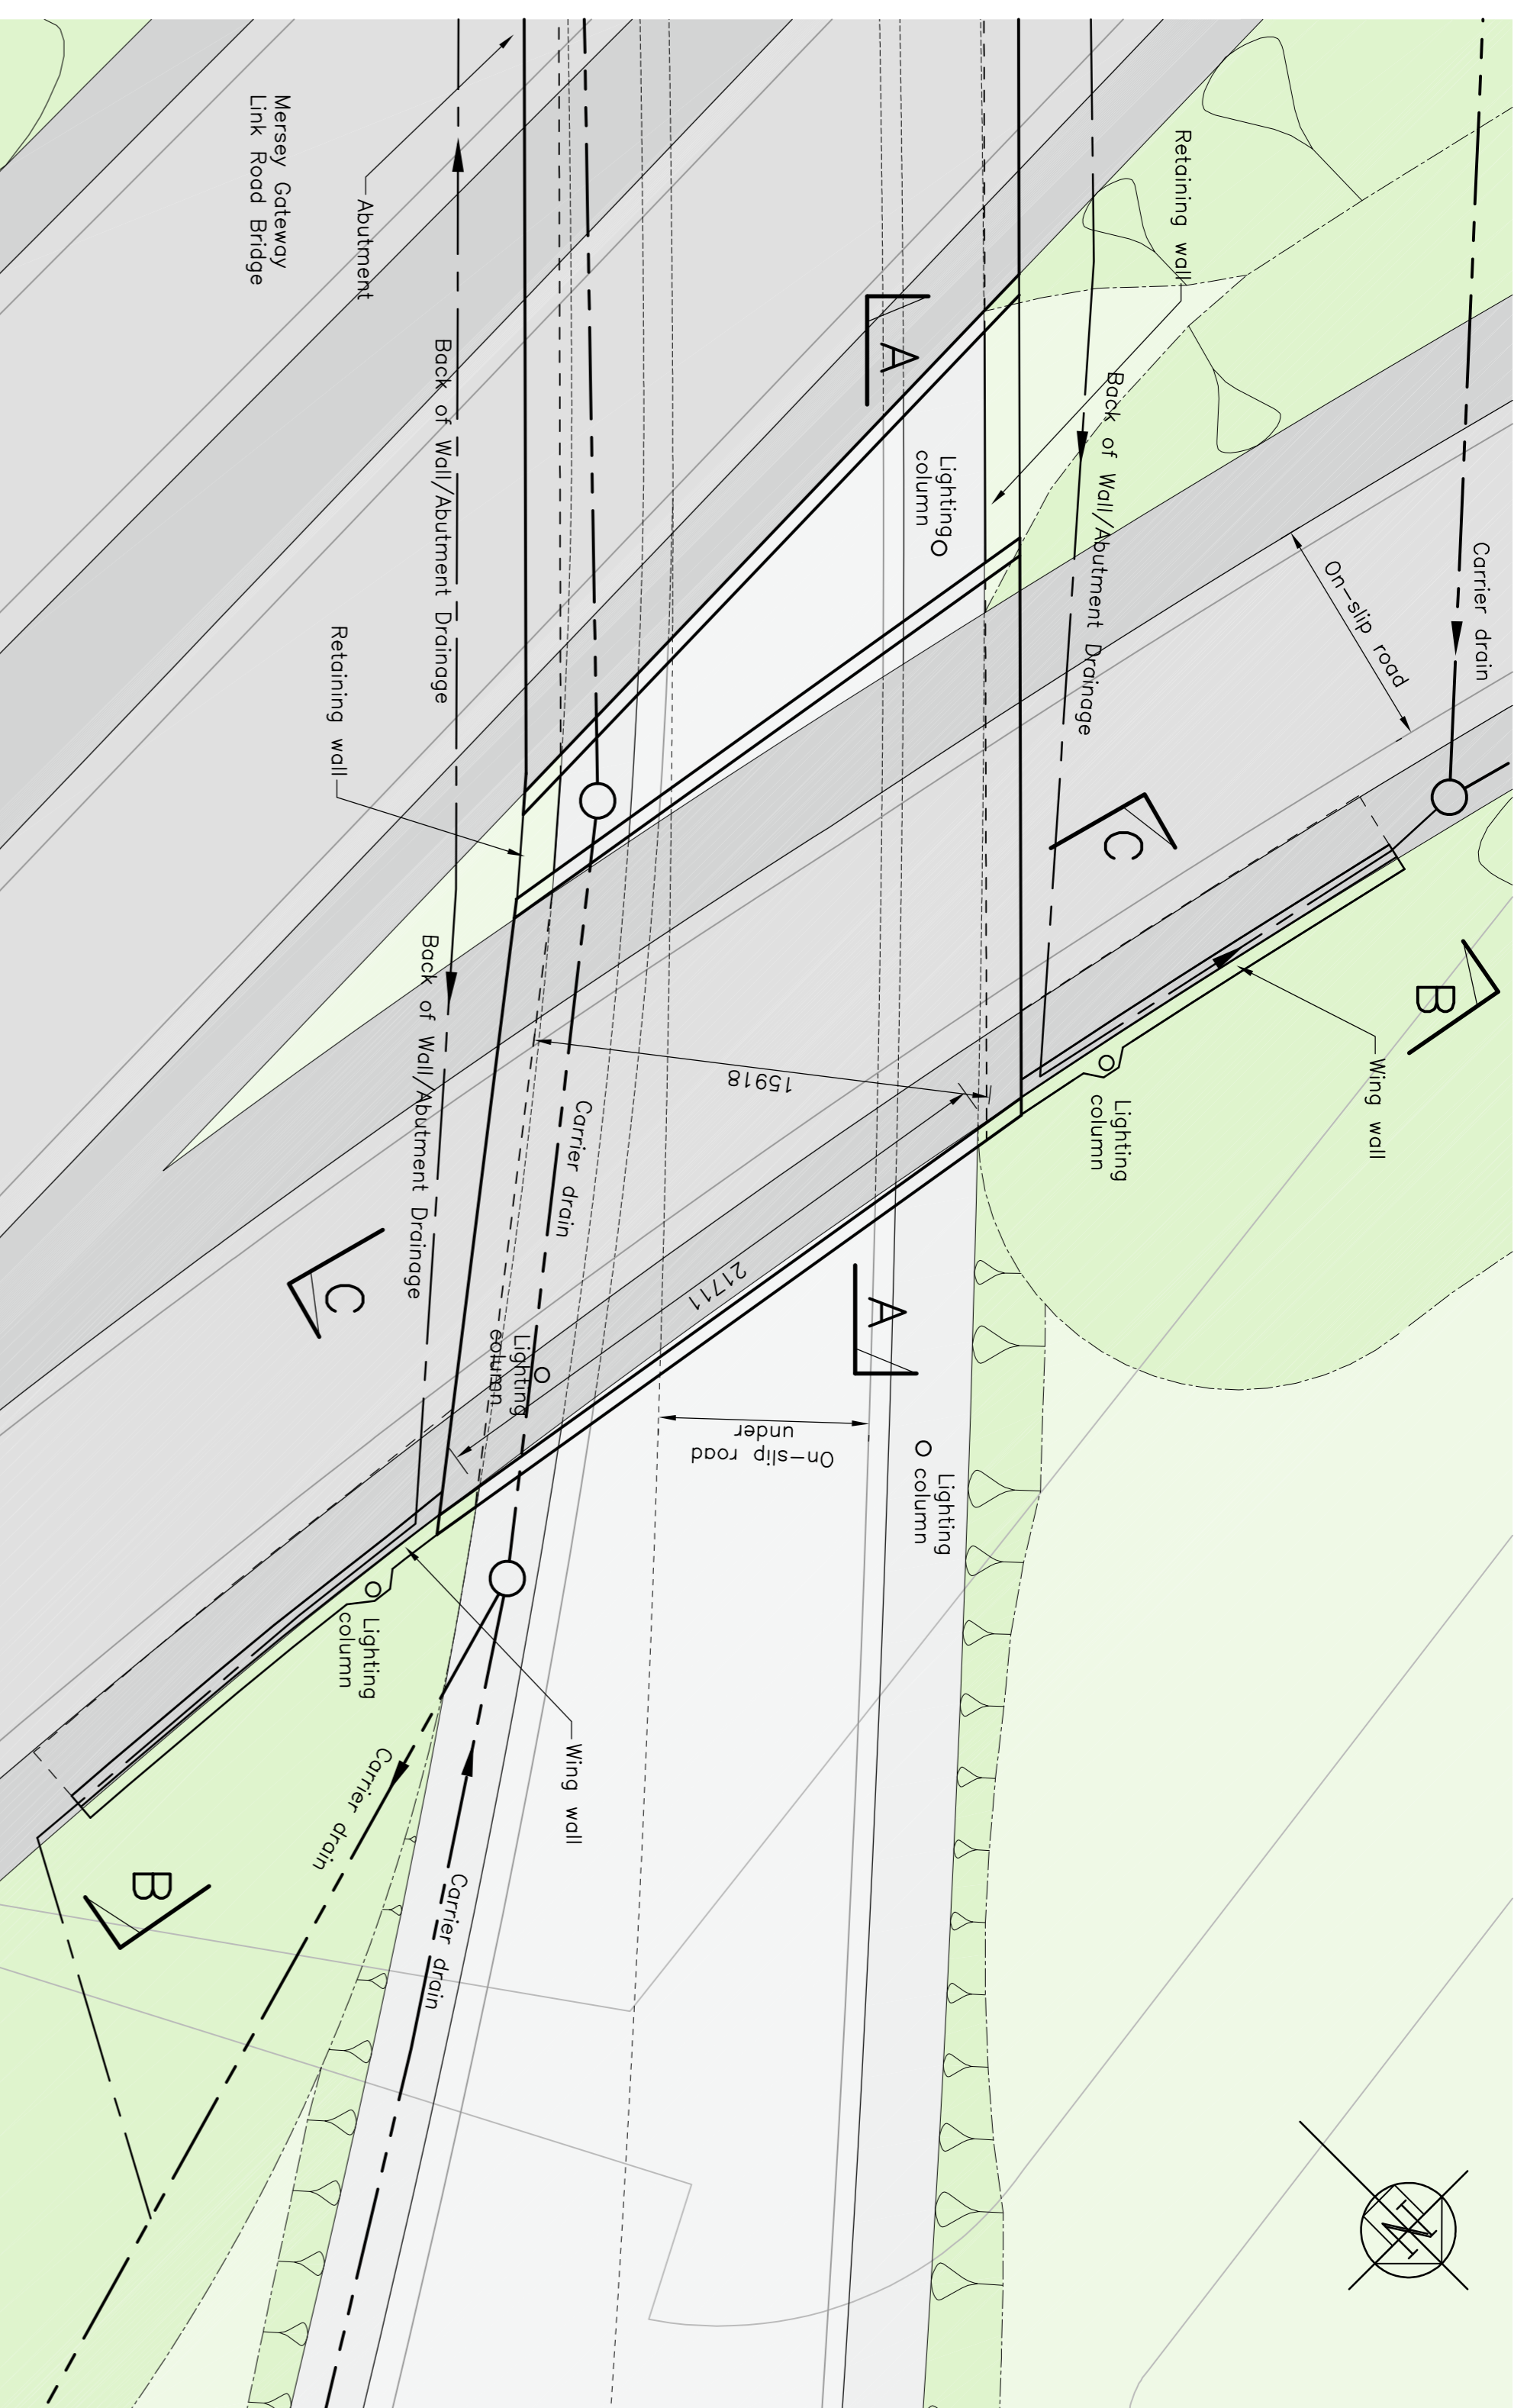 Mersey Gateway
Link Road Bridge
Abutment
Back of Wall/Abutment Drainage
Retaining wall
A
Lighting
column
Retaining wall
Back of Wall/Abutment Drainage
On-slip road
Carrier drain
C
B
Wing wall
Lighting
column
15918
Back of Wall/Abutment Drainage
Carrier drain
C
21711
Lighting
column
A
On-slip road
under
Lighting
column
Lighting
column
Wing wall
Carrier drain
Carrier drain
B
N